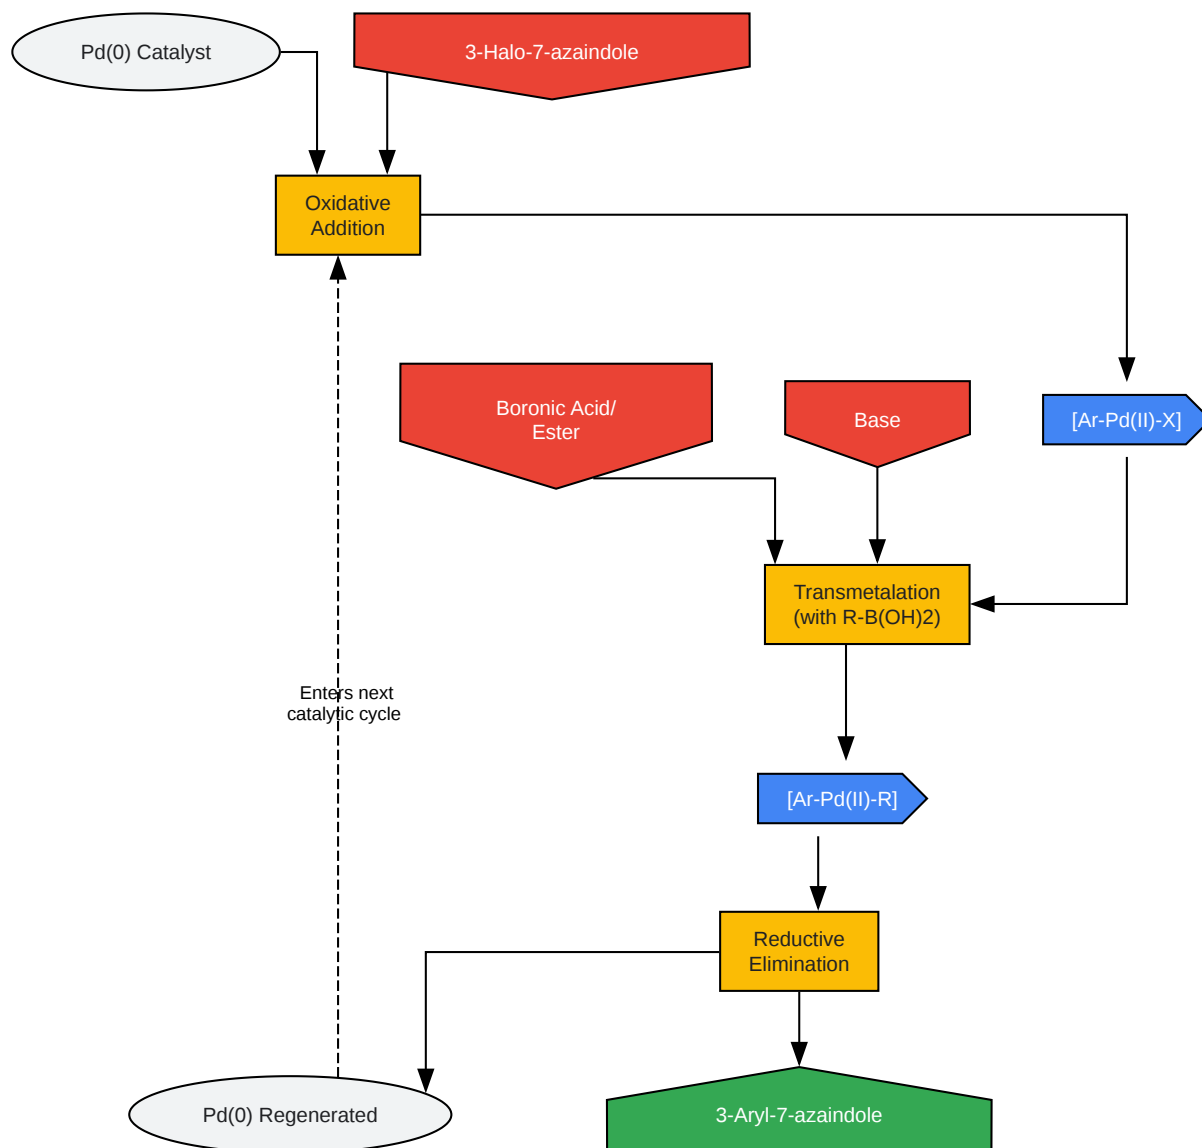 Pd(0) Catalyst
3-Halo-7-azaindole
Oxidative
Addition
Boronic Acid/
Ester
Base
[Ar-Pd(II)-X]
Transmetalation
(with R-B(OH)2)
Enters next
catalytic cycle
[Ar-Pd(II)-R]
Reductive
Elimination
Pd(0) Regenerated
3-Aryl-7-azaindole